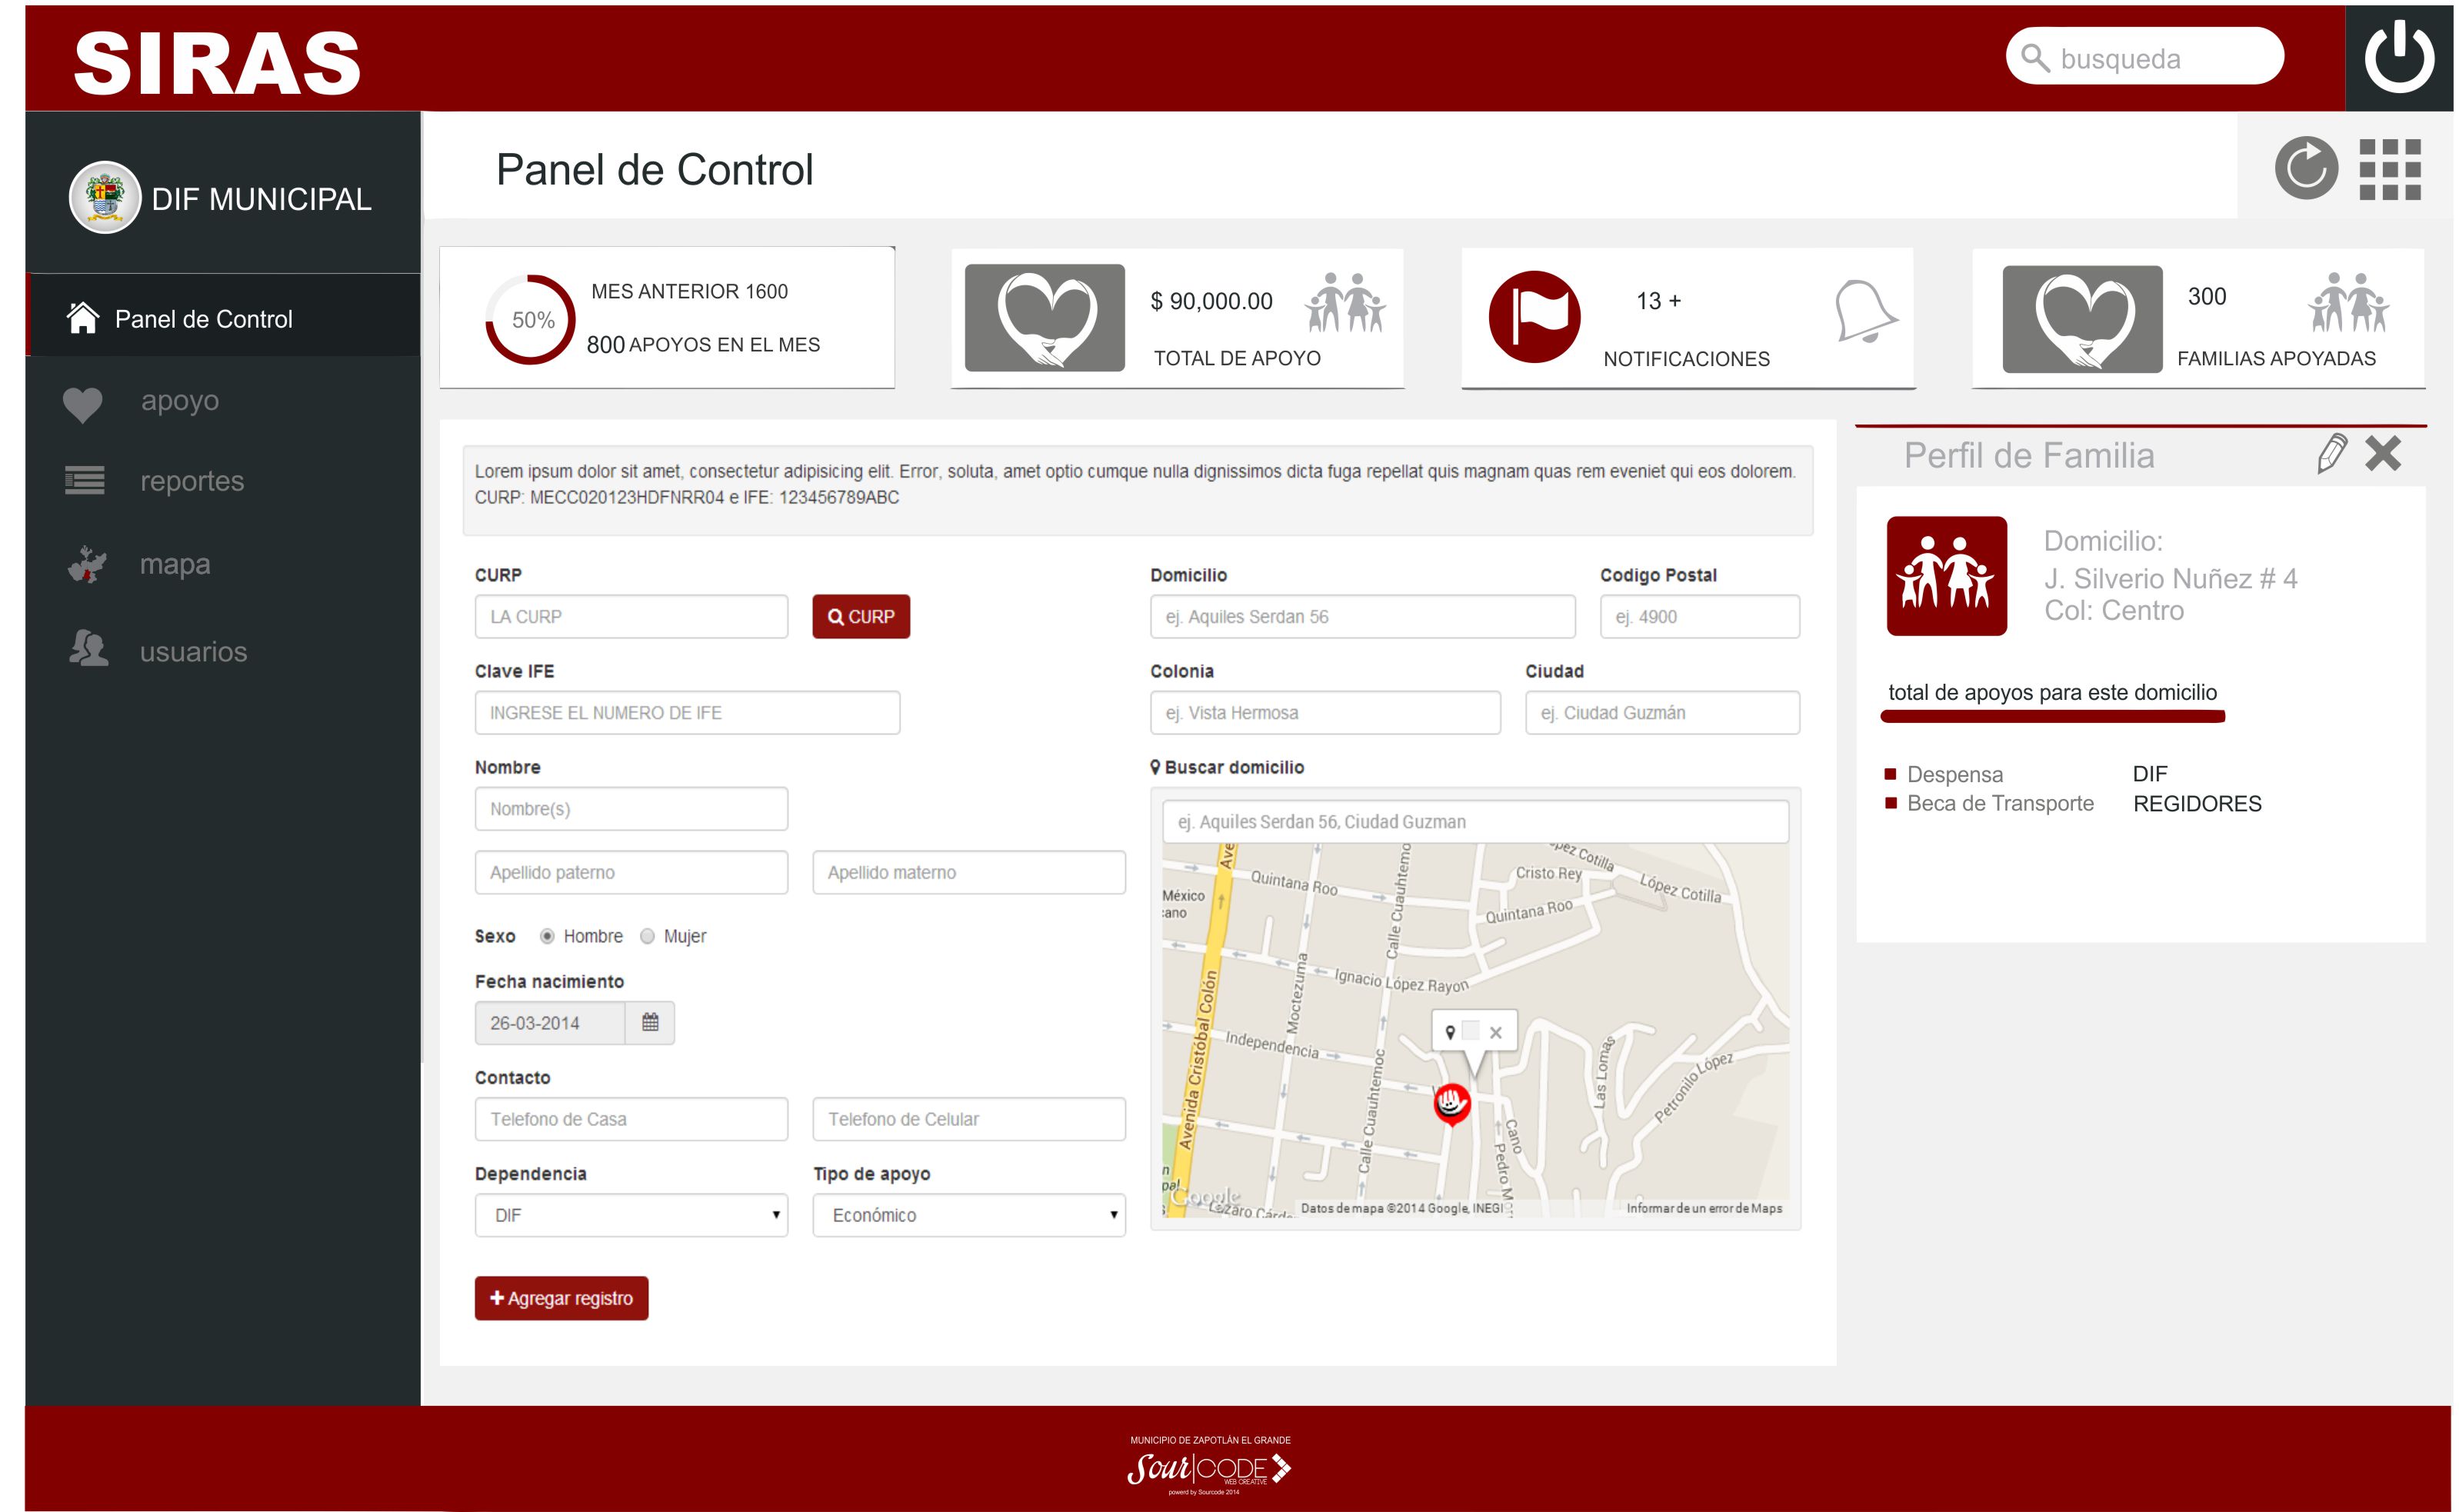 SIRAS
busqueda
DIF MUNICIPAL
Panel de Control
Panel de Control
apoyo
reportes
mapa
usuarios
50%
MES ANTERIOR 1600
800 APOYOS EN EL MES
$ 90,000.00
TOTAL DE APOYO
13 +
NOTIFICACIONES
300
FAMILIAS APOYADAS
Lorem ipsum dolor sit amet, consectetur adipisicing elit. Error, soluta, amet optio cumque nulla dignissimos dicta fuga repellat quis magnam quas rem eveniet qui eos dolorem.
CURP: MECC020123HDFNRR04 e IFE: 123456789ABC
CURP
LA CURP
CURP
Clave IFE
INGRESE EL NUMERO DE IFE
Nombre
Nombre(s)
Apellido paterno
Apellido materno
Sexo Hombre Mujer
Fecha nacimiento
26-03-2014
Contacto
Telefono de Casa
Telefono de Celular
Dependencia
Tipo de apoyo
DIF
Económico
Agregar registro
Domicilio
Codigo Postal
ej. Aquiles Serdan 56
ej. 4900
Colonia
Ciudad
ej. Vista Hermosa
ej. Ciudad Guzmán
Buscar domicilio
ej. Aquiles Serdan 56, Ciudad Guzman
Ave
Quintana Roo
Calle Cuauhtemo
pez Cotilla
Cristo Rey
López Cotilla
México
cano
Quintana Roo
Ignacio López Rayon
Moctezuma
Avenida Cristóbal Colón
Independencia
Calle Cuauhtemoc
Las Lomas
Petronilo López
Cano
Pedro Mo
Google
Lázaro Cárde
Datos de mapa ©2014 Google, INEGI
Informar de un error de Maps
Perfil de Familia
Domicilio:
J. Silverio Nuñez # 4
Col: Centro
total de apoyos para este domicilio
Despensa DIF
Beca de Transporte REGIDORES
MUNICIPIO DE ZAPOTLÁN EL GRANDE
Sour|CODE
WEB CREATIVE
powerd by Sourcode 2014